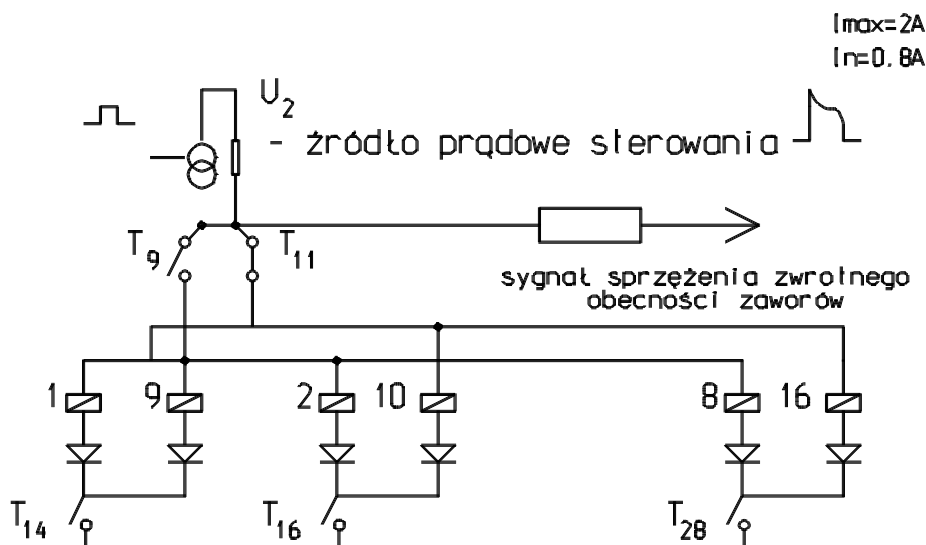 Imax=2A
In=0.8A
U2
- źródło prądowe sterowania
T9
T11
sygnał sprzężenia zwrotnego
obecności zaworów
1 9 2 10 8 16
T14 T16 T28